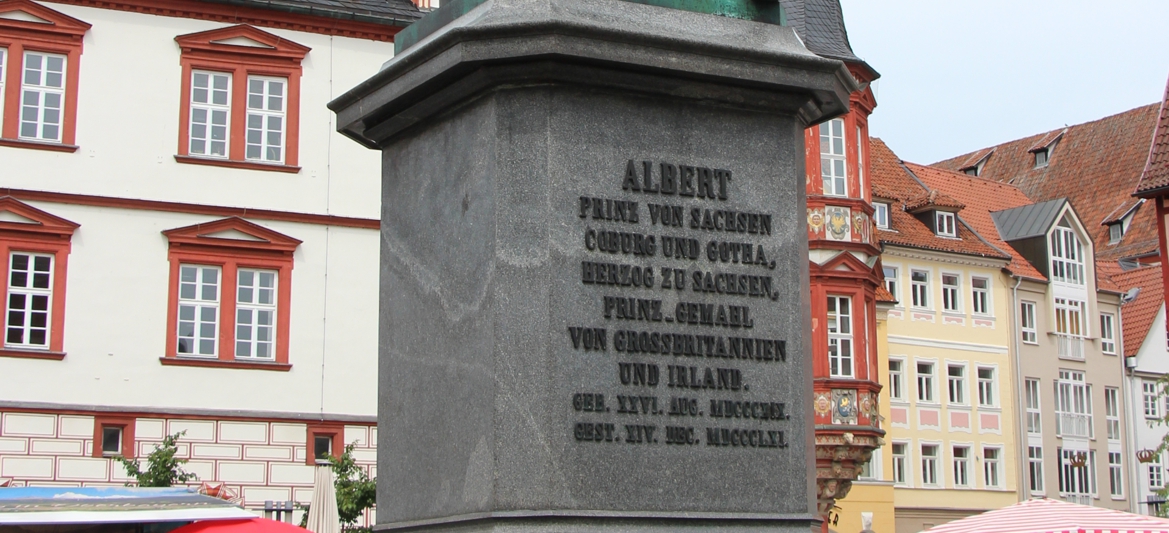 ALBERT
PRINZ VON SACHSEN
COBURG UND GOTHA,
HERZOG ZU SACHSEN,
PRINZ-GEMAHL
VON GROSSBRITANNIEN
UND IRLAND.
GEB. XXVI. AUG. MDCCCXIX.
GEST. XIV. DEC. MDCCCLXI.